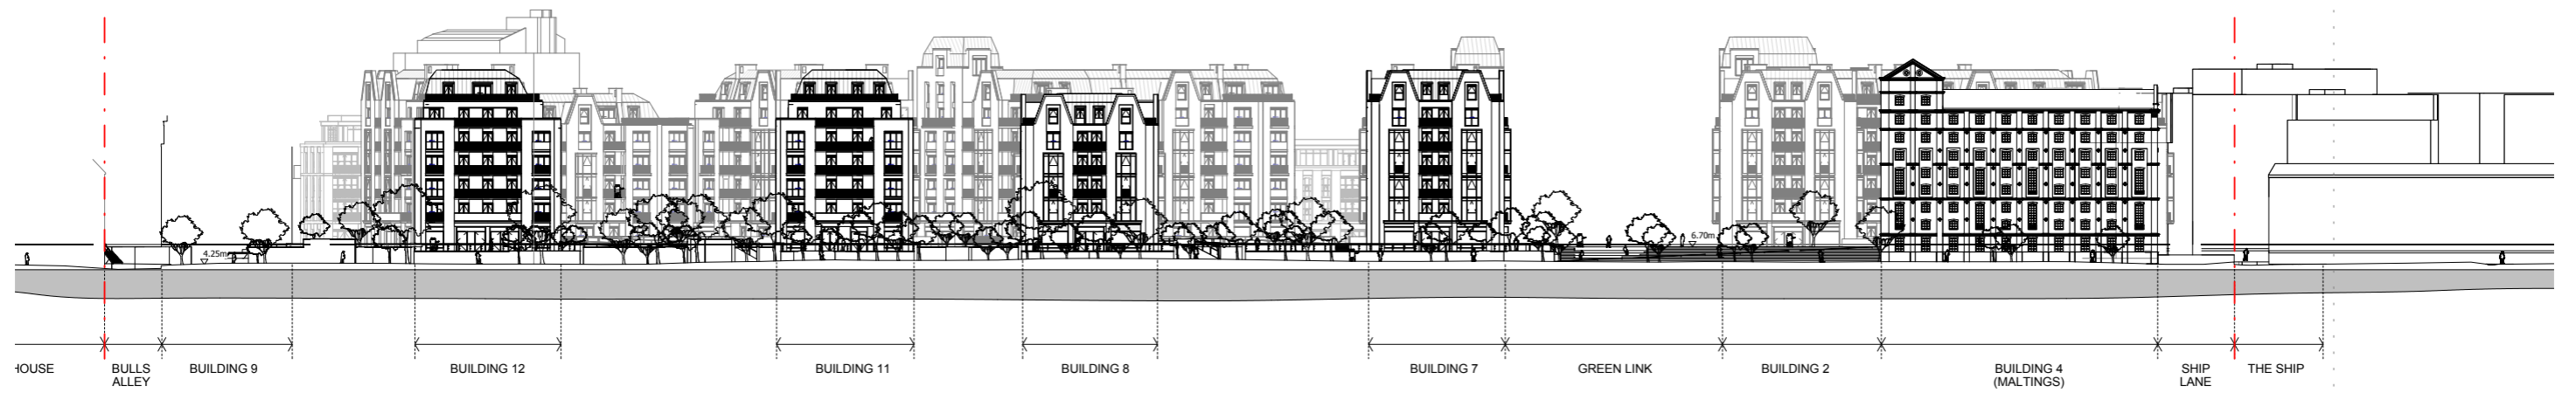 4.25m
6.70m
HOUSE
BULLS
ALLEY
BUILDING 9
BUILDING 12
BUILDING 11
BUILDING 8
BUILDING 7
GREEN LINK
BUILDING 2
BUILDING 4
(MALTINGS)
SHIP
LANE
THE SHIP